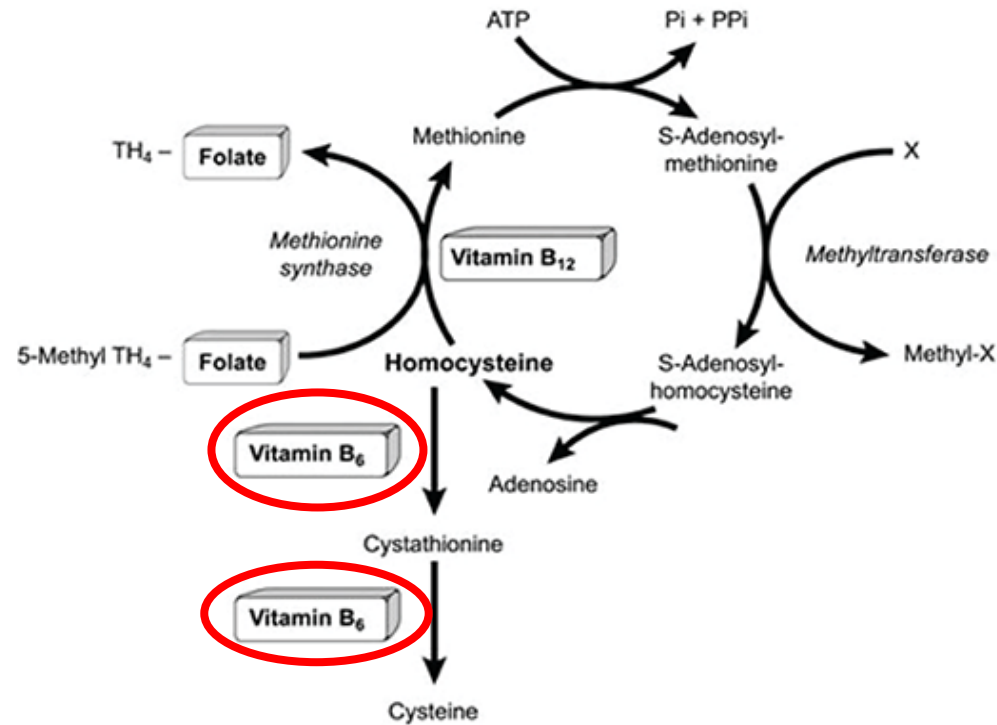 ATP
Pi + PPi
Methionine
S-Adenosyl-
methionine
X
TH₄ – Folate
Methionine
synthase
Vitamin B₁₂
Methyltransferase
5-Methyl TH₄ – Folate
Homocysteine
S-Adenosyl-
homocysteine
Methyl-X
Vitamin B₆
Adenosine
Cystathionine
Vitamin B₆
Cysteine